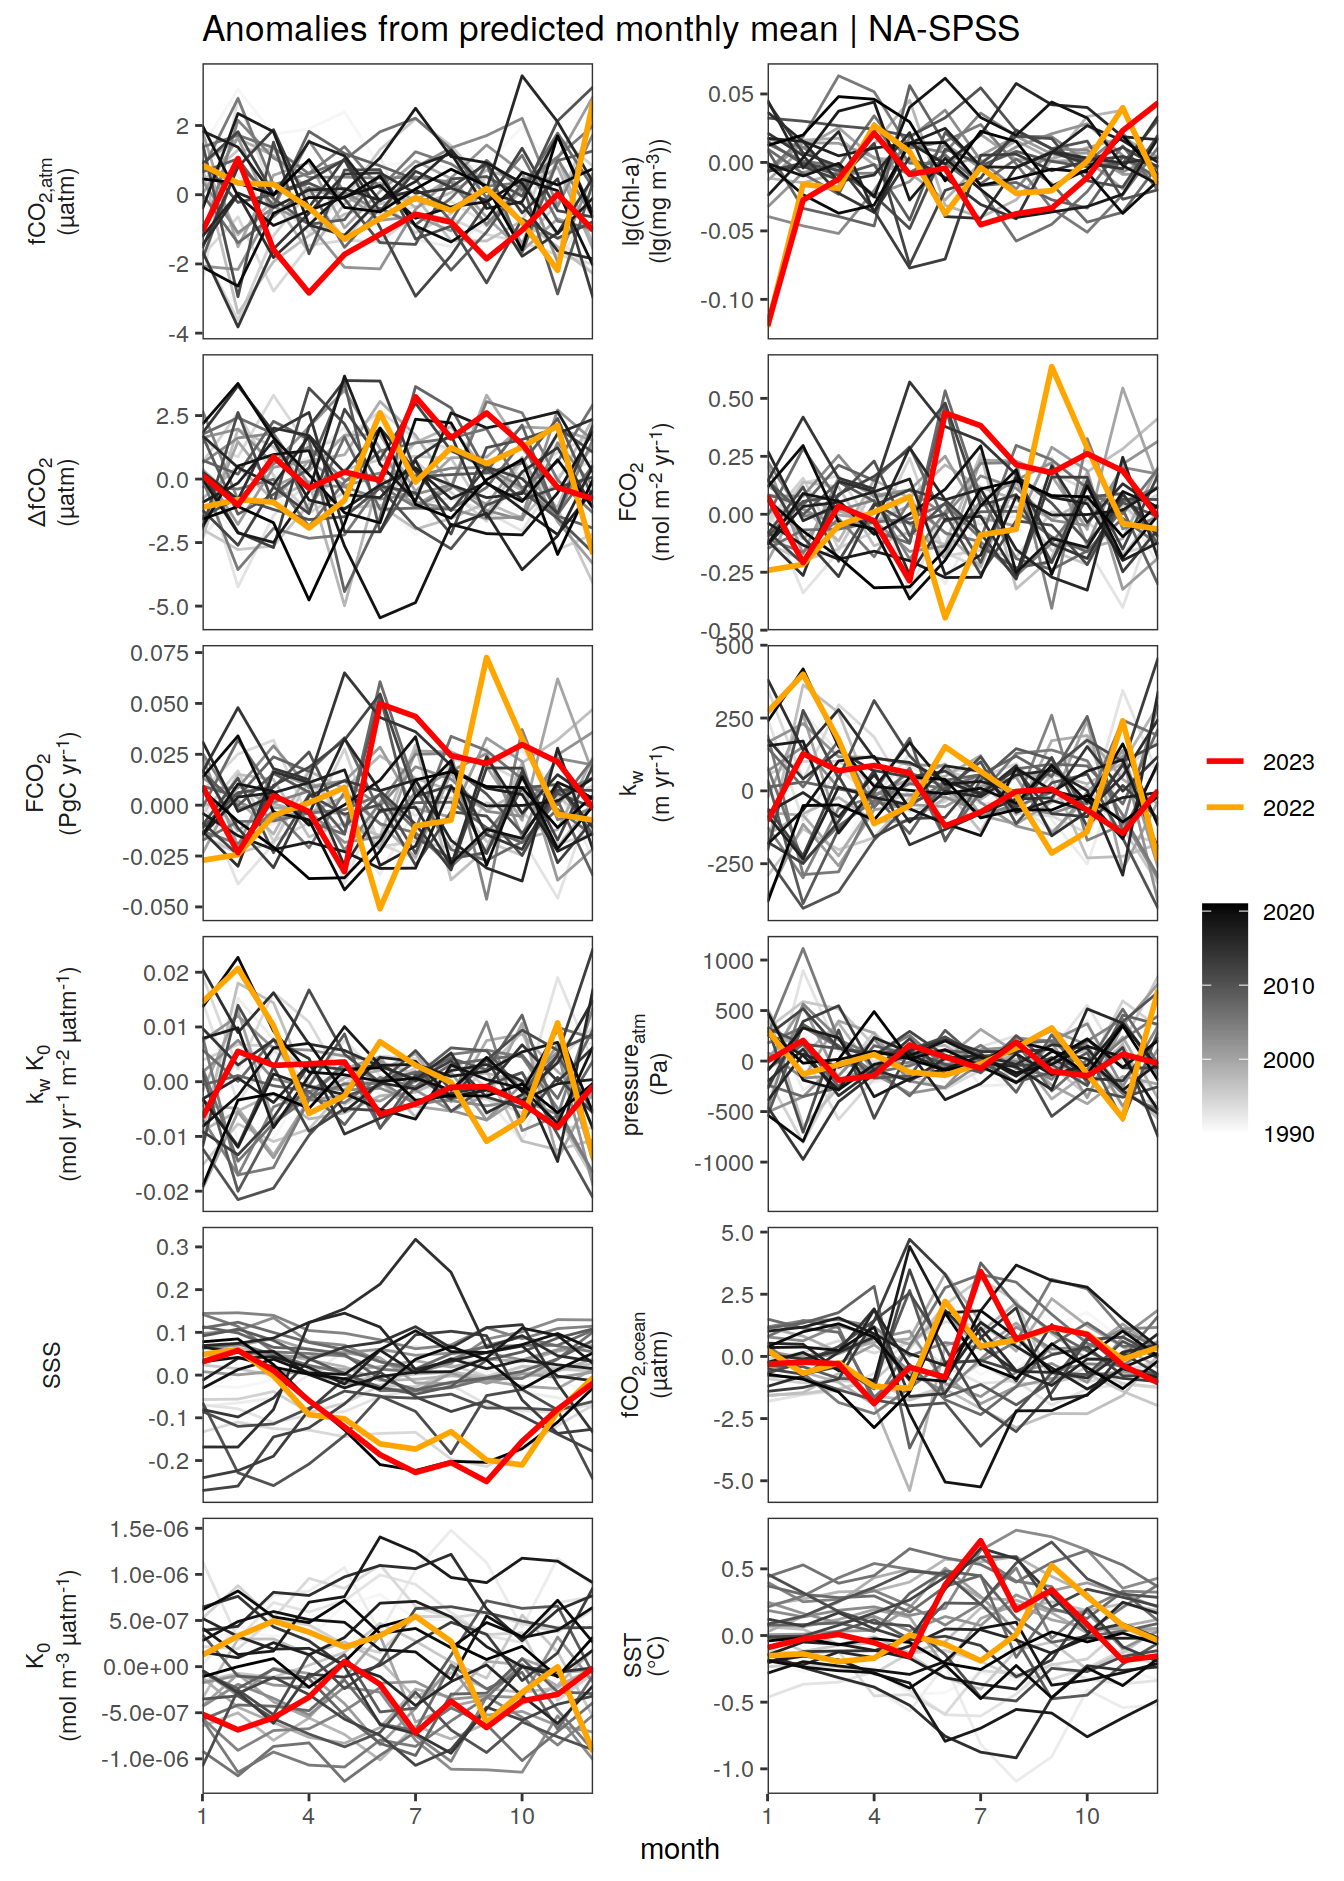 Anomalies from predicted monthly mean | NA-SPSS
fCO2,atm
(µatm)
2
0
-2
-4
lg(Chl-a)
(lg(mg m-3))
0.05
0.00
-0.05
-0.10
ΔfCO2
(µatm)
2.5
0.0
-2.5
-5.0
FCO2
(mol m-2 yr-1)
0.50
0.25
0.00
-0.25
-0.50
FCO2
(PgC yr-1)
0.075
0.050
0.025
0.000
-0.025
-0.050
kw
(m yr-1)
500
250
0
-250
kw K0
(mol yr-1 m-2 µatm-1)
0.02
0.01
0.00
-0.01
-0.02
pressureatm
(Pa)
1000
500
0
-500
-1000
SSS
0.3
0.2
0.1
0.0
-0.1
-0.2
fCO2,ocean
(µatm)
5.0
2.5
0.0
-2.5
-5.0
K0
(mol m-3 µatm-1)
1.5e-06
1.0e-06
5.0e-07
0.0e+00
-5.0e-07
-1.0e-06
SST
(°C)
0.5
0.0
-0.5
-1.0
1 4 7 10
1 4 7 10
month
2023
2022
2020
2010
2000
1990